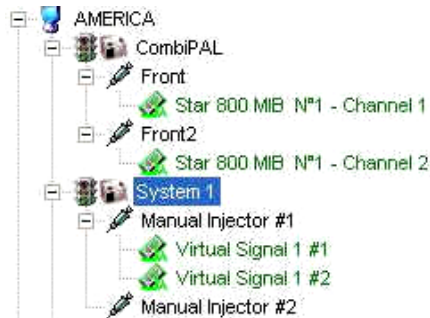 AMERICA
CombiPAL
Front
Star 800 MIB N°1 - Channel 1
Front2
Star 800 MIB N°1 - Channel 2
System 1
Manual Injector #1
Virtual Signal 1 #1
Virtual Signal 1 #2
Manual Injector #2